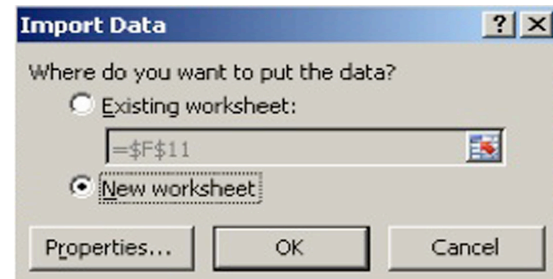 Import Data
Where do you want to put the data?
Existing worksheet:
=$F$11
New worksheet
Properties... OK Cancel